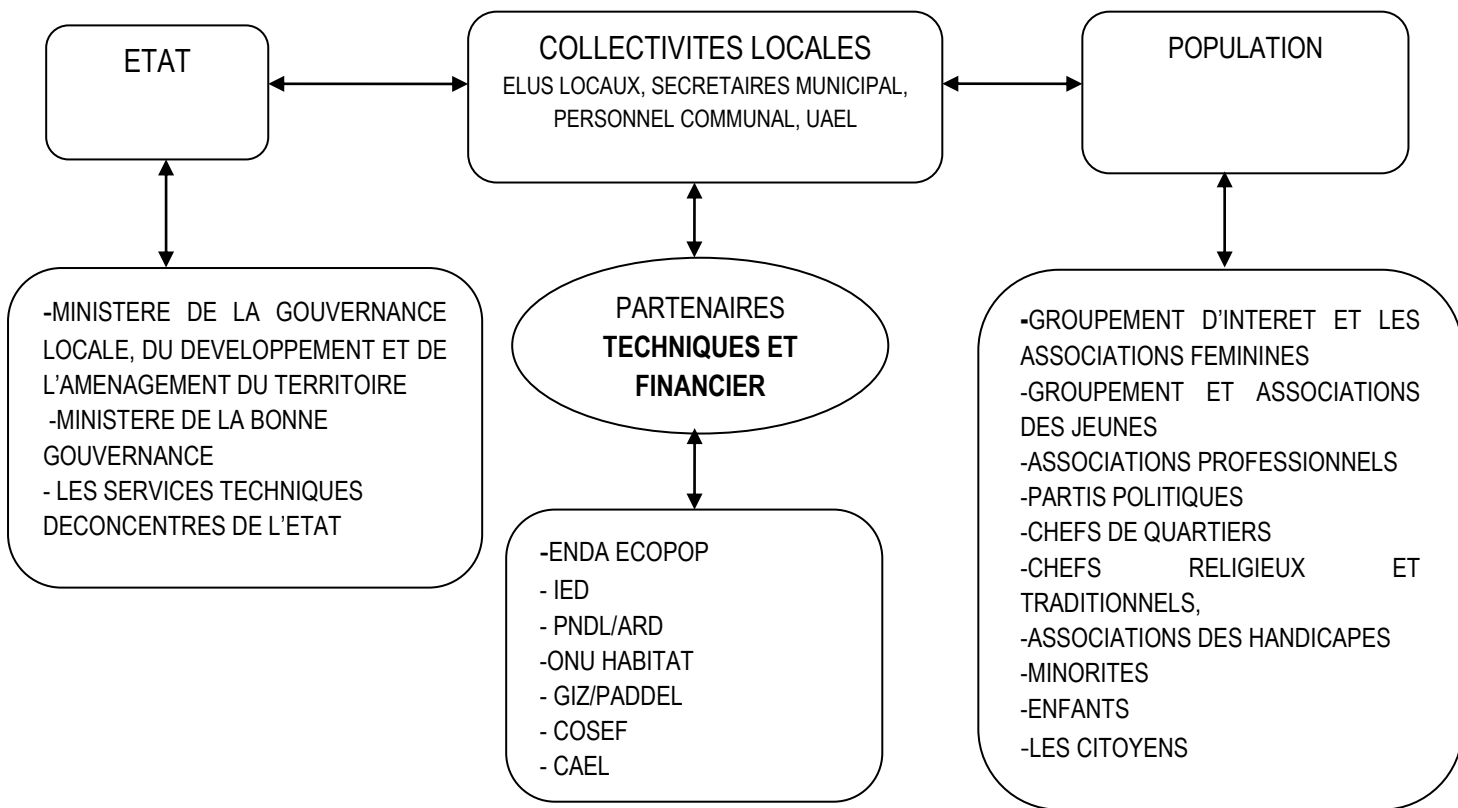 ETAT
COLLECTIVITES LOCALES
ELUS LOCAUX, SECRETAIRES MUNICIPAL,
PERSONNEL COMMUNAL, UAEL
POPULATION
-MINISTERE DE LA GOUVERNANCE
LOCALE, DU DEVELOPPEMENT ET DE
L’AMENAGEMENT DU TERRITOIRE
-MINISTERE DE LA BONNE
GOUVERNANCE
- LES SERVICES TECHNIQUES
DECONCENTRES DE L’ETAT
PARTENAIRES
TECHNIQUES ET
FINANCIER
-ENDA ECOPOP
- IED
- PNDL/ARD
-ONU HABITAT
- GIZ/PADDEL
- COSEF
- CAEL
-GROUPEMENT D’INTERET ET LES
ASSOCIATIONS FEMININES
-GROUPEMENT ET ASSOCIATIONS
DES JEUNES
-ASSOCIATIONS PROFESSIONNELS
-PARTIS POLITIQUES
-CHEFS DE QUARTIERS
-CHEFS RELIGIEUX ET
TRADITIONNELS,
-ASSOCIATIONS DES HANDICAPES
-MINORITES
-ENFANTS
-LES CITOYENS